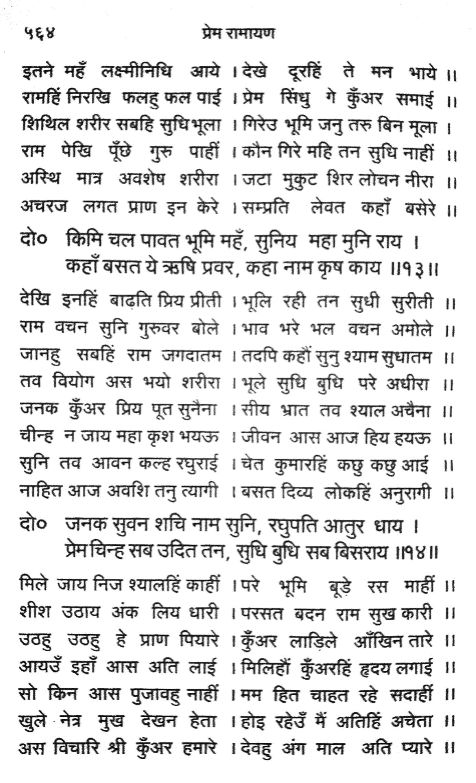 ५६४ प्रेम रामायण
इतने महँ लक्ष्मीनिधि आये । देखे दूरहिं ते मन भाये ॥
रामहिं निरखि फलहु फल पाई । प्रेम सिंधु गे कुँअर समाई ॥
शिथिल शरीर सबहि सुधिभूला । गिरेउ भूमि जनु तरु बिन मूला ।
राम पेखि पूँछे गुरु पाहीं । कौन गिरे महि तन सुधि नाहीं ॥
अस्थि मात्र अवशेष शरीरा । जटा मुकुट शिर लोचन नीरा ॥
अचरज लगत प्राण इन केरे । सम्प्रति लेवत कहाँ बसेरे ॥
दो० किमि चल पावत भूमि महँ, सुनिय महा मुनि राय ।
कहाँ बसत ये ऋषि प्रवर, कहा नाम कृष काय ॥१३॥
देखि इनहिं बाढ़ति प्रिय प्रीती । भूलि रही तन सुधी सुरीती ॥
राम वचन सुनि गुरुवर बोले । भाव भरे भल वचन अमोले ॥
जानहु सबहिं राम जगदातम । तदपि कहौं सुनु श्याम सुधातम ॥
तव वियोग अस भयो शरीरा । भूले सुधि बुधि परे अधीरा ॥
जनक कुँअर प्रिय पूत सुनैना । सीय भ्रात तव श्याल अचैना ॥
चीन्ह न जाय महा कृश भयऊ । जीवन आस आज हिय हयऊ ॥
सुनि तव आवन कल्ह रघुराई । चेत कुमारहिं कछु कछु आई ॥
नाहित आज अवशि तनु त्यागी । बसत दिव्य लोकहिं अनुरागी ॥
दो० जनक सुवन शचि नाम सुनि, रघुपति आतुर धाय ।
प्रेम चिन्ह सब उदित तन, सुधि बुधि सब बिसराय ॥१४॥
मिले जाय निज श्यालहिं काहीं । परे भूमि बूड़े रस माहीं ॥
शीश उठाय अंक लिय धारी । परसत बदन राम सुख कारी ॥
उठहु उठहु हे प्राण पियारे । कुँअर लाड़िले आँखिन तारे ॥
आयउँ इहाँ आस अति लाई । मिलिहौं कुँअरहिं हृदय लगाई ॥
सो किन आस पुजावहु नाहीं । मम हित चाहत रहे सदाहीं ॥
खुले नेत्र मुख देखन हेता । होइ रहेउँ मैं अतिहिं अचेता ॥
अस विचारि श्री कुँअर हमारे । देवहु अंग माल अति प्यारे ॥